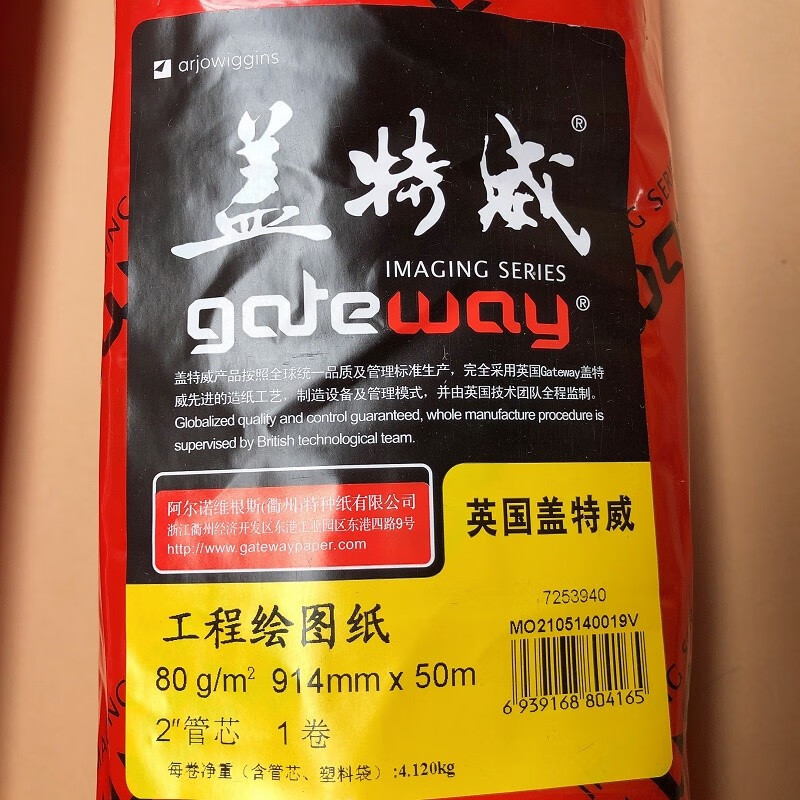 arjowiggins
盖特威®
IMAGING SERIES
gateway®
盖特威产品按照全球统一品质及管理标准生产，完全采用英国Gateway盖特
威先进的造纸工艺，制造设备及管理模式，并由英国技术团队全程监制。
Globalized quality and control guaranteed, whole manufacture procedure is
supervised by British technological team.
阿尔诺维根斯(衢州)特种纸有限公司
浙江衢州经济开发区东港工业园区东港四路9号
http://www.gatewaypaper.com
英国盖特威
工程绘图纸
80 g/m² 914mm x 50m
2"管芯 1卷
每卷净重（含管芯、塑料袋）:4.120kg
7253940
MO2105140019V
6 939168 804165